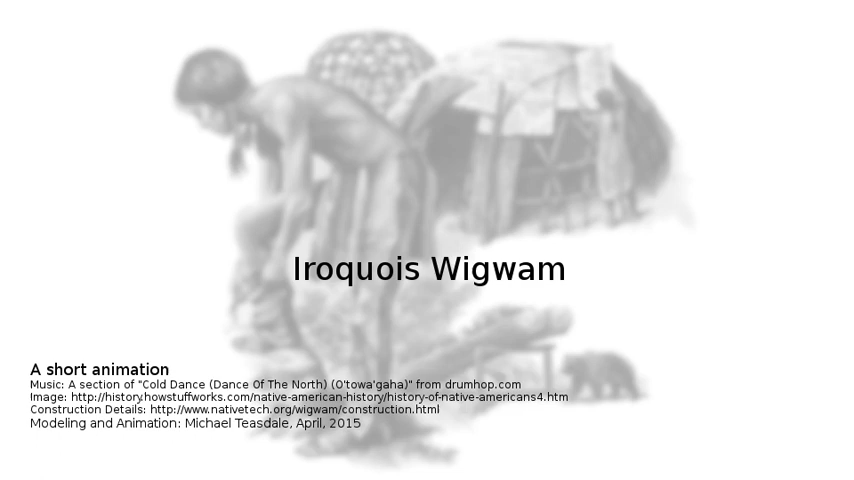 Iroquois Wigwam
A short animation
Music: A section of "Cold Dance (Dance Of The North) (O'towa'gaha)" from drumhop.com
Image: http://history.howstuffworks.com/native-american-history/history-of-native-americans4.htm
Construction Details: http://www.nativetech.org/wigwam/construction.html
Modeling and Animation: Michael Teasdale, April, 2015